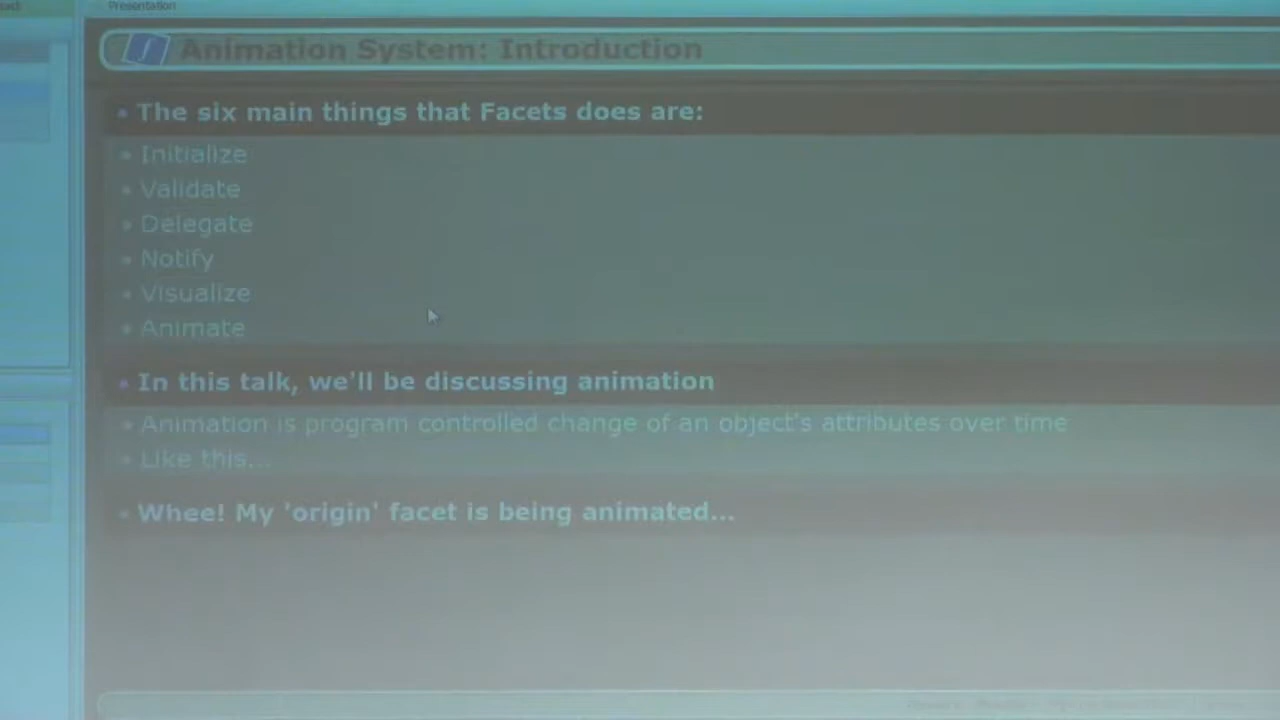 Presentation
Animation System: Introduction
• The six main things that Facets does are:
• Initialize
• Validate
• Delegate
• Notify
• Visualize
• Animate
• In this talk, we'll be discussing animation
• Animation is program controlled change of an object's attributes over time
• Like this...
• Whee! My 'origin' facet is being animated...